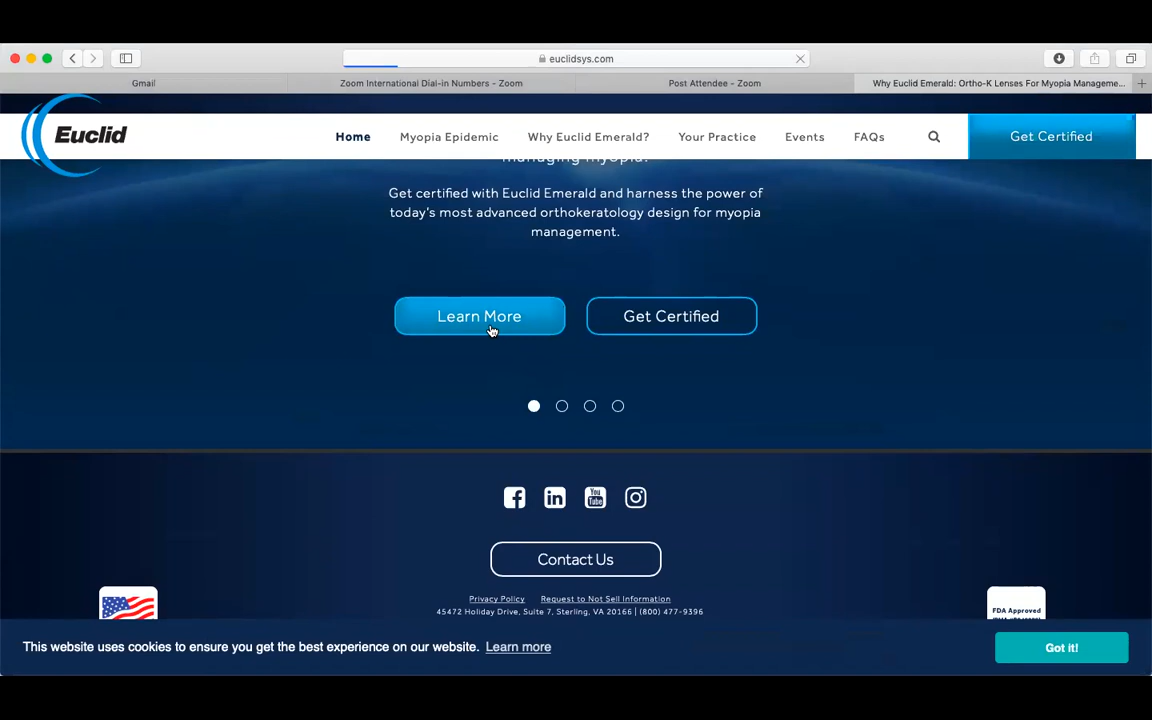 euclidsys.com
Gmail
Zoom International Dial-in Numbers - Zoom
Post Attendee - Zoom
Why Euclid Emerald: Ortho-K Lenses For Myopia Manageme...
Euclid
Home
Myopia Epidemic
Why Euclid Emerald?
Your Practice
Events
FAQs
Get Certified
managing myopia.
Get certified with Euclid Emerald and harness the power of
today's most advanced orthokeratology design for myopia
management.
Learn More
Get Certified
You
Tube
Contact Us
Privacy Policy
Request to Not Sell Information
45472 Holiday Drive, Suite 7, Sterling, VA 20166 | (800) 477-9396
FDA Approved
This website uses cookies to ensure you get the best experience on our website. Learn more
Got it!